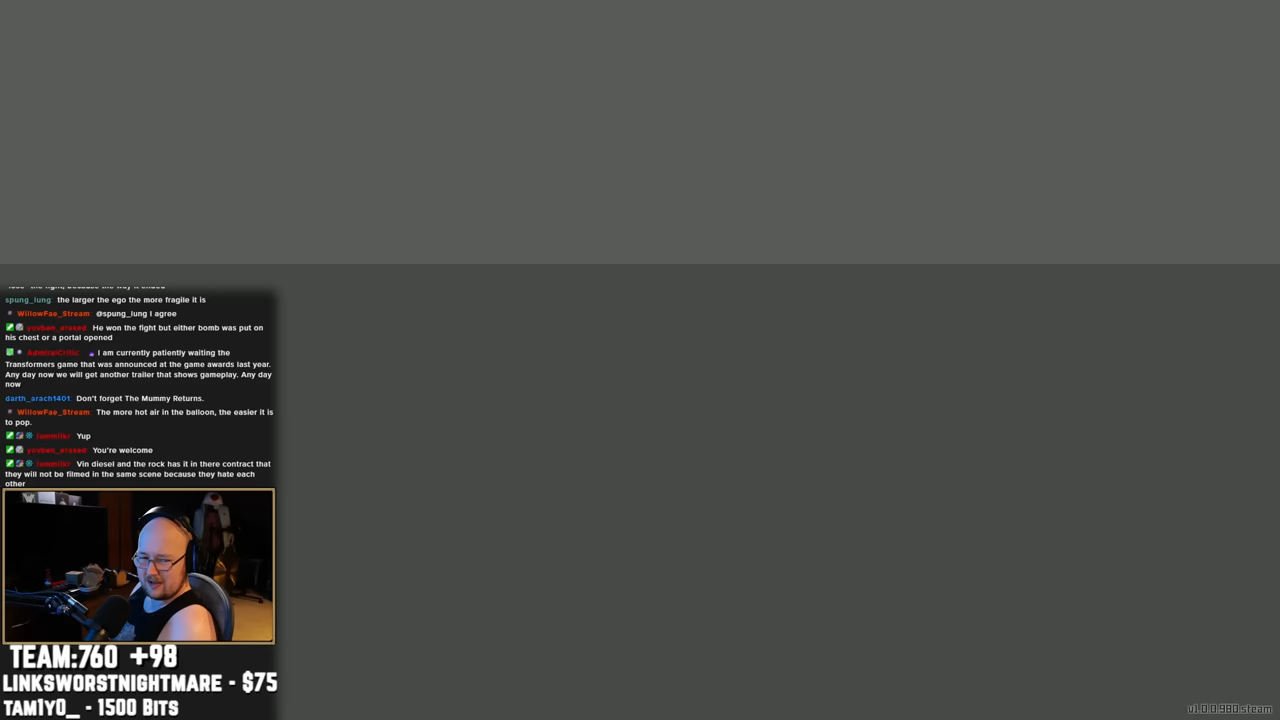 spung_lung: the larger the ego the more fragile it is
WillowFae_Stream: @spung_lung I agree
yovben_erased: He won the fight but either bomb was put on
his chest or a portal opened
AdmiralCritic: I am currently patiently waiting the
Transformers game that was announced at the game awards last year.
Any day now we will get another trailer that shows gameplay. Any day
now
darth_arach1401: Don't forget The Mummy Returns.
WillowFae_Stream: The more hot air in the balloon, the easier it is
to pop.
Yup
yovben_erased: You're welcome
Vin diesel and the rock has it in there contract that
they will not be filmed in the same scene because they hate each
other
TEAM:760 +98
LINKSWORSTNIGHTMARE - $75
TAM1Y0_ - 1500 BITS
v1.0.0.980.steam